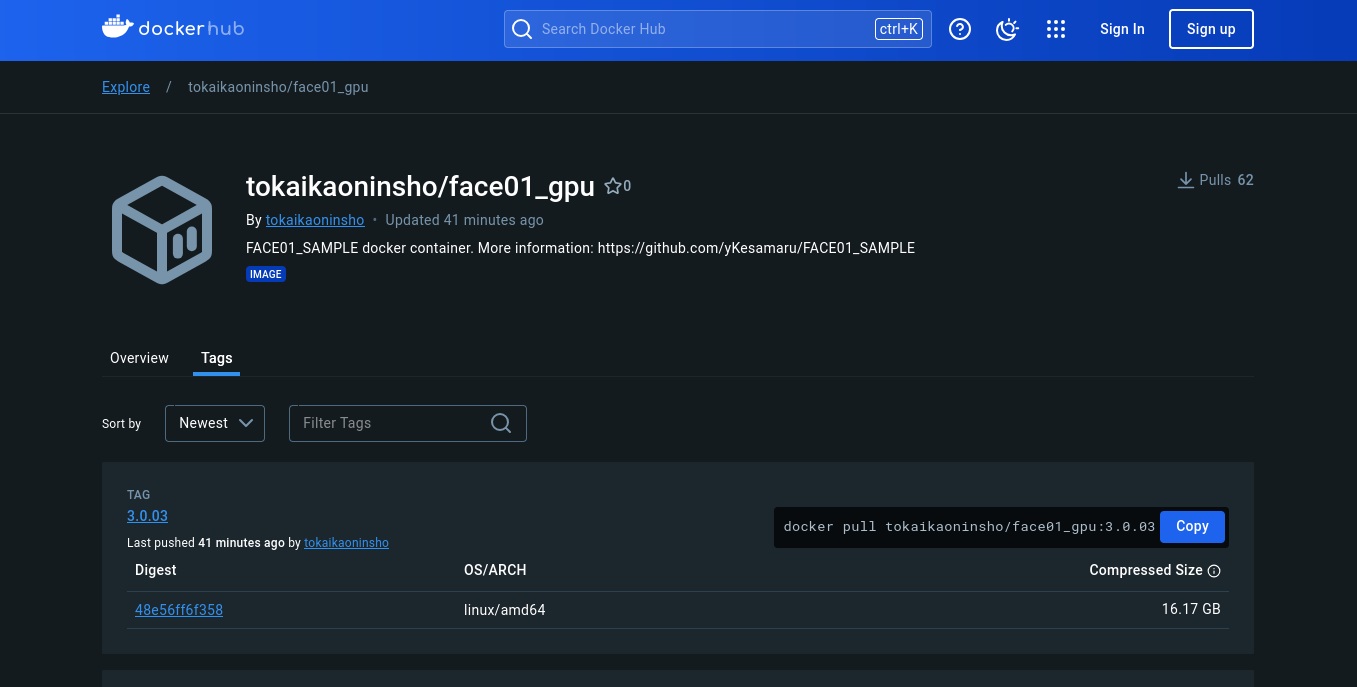 dockerhub
Search Docker Hub
ctrl+K
Sign In
Sign up
Explore / tokaikaoninsho/face01_gpu
tokaikaoninsho/face01_gpu 0
Pulls 62
By tokaikaoninsho • Updated 41 minutes ago
FACE01_SAMPLE docker container. More information: https://github.com/yKesamaru/FACE01_SAMPLE
IMAGE
Overview Tags
Sort by Newest Filter Tags
TAG
3.0.03
docker pull tokaikaoninsho/face01_gpu:3.0.03 Copy
Last pushed 41 minutes ago by tokaikaoninsho
Digest OS/ARCH Compressed Size
48e56ff6f358 linux/amd64 16.17 GB